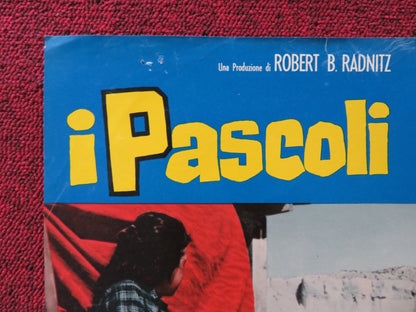 Una Produzione di ROBERT B. RADNITZ
i Pascoli